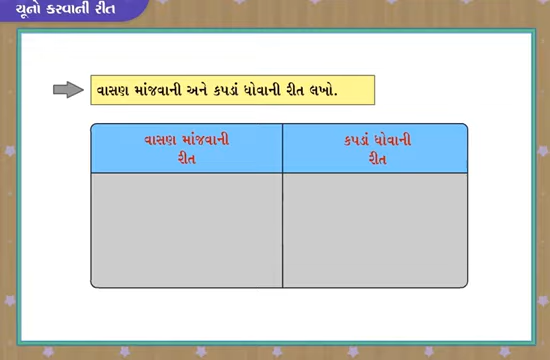 ચૂનો કરવાની રીત
વાસણ માંજવાની અને કપડાં ધોવાની રીત લખો.
વાસણ માંજવાની
રીત
કપડાં ધોવાની
રીત